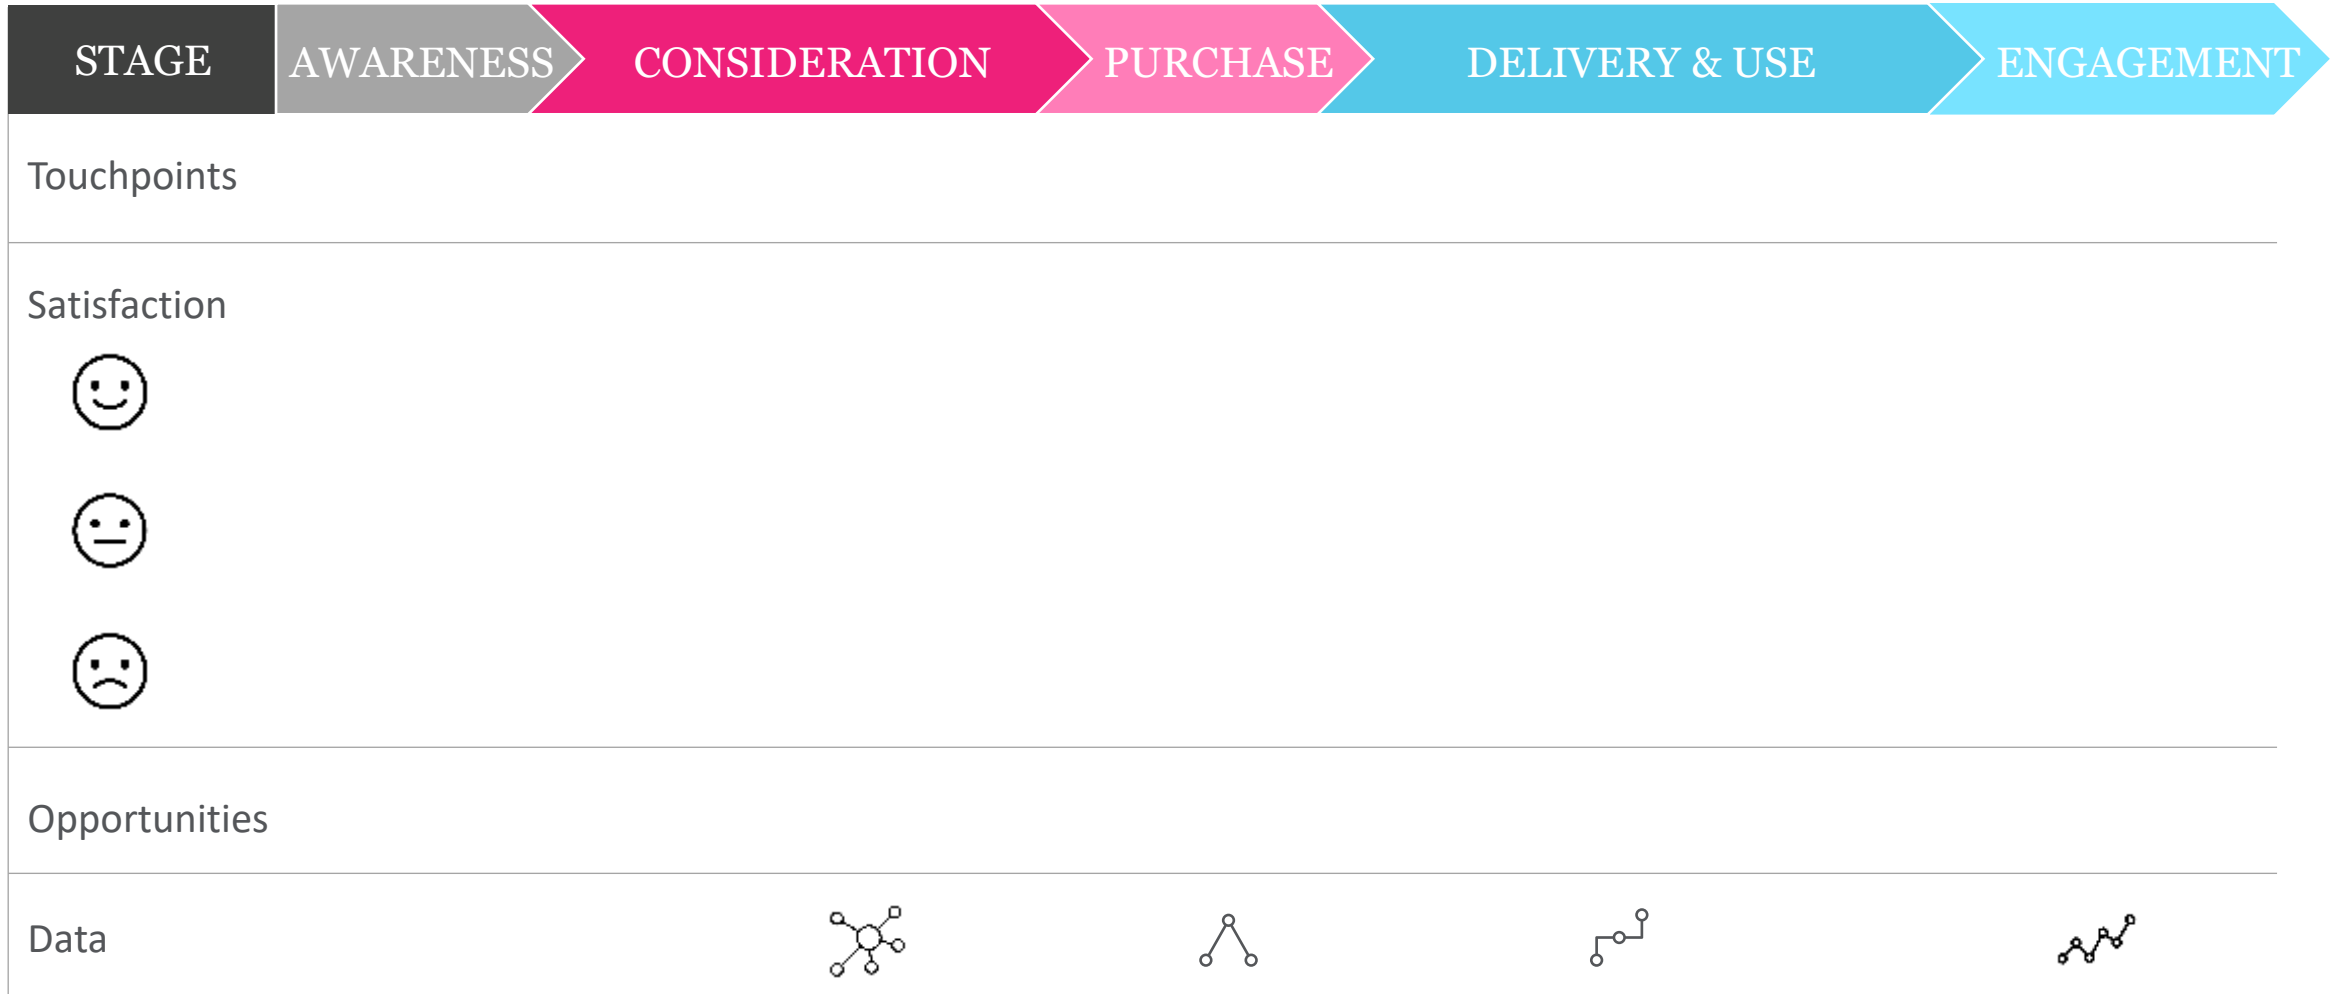 STAGE AWARENESS CONSIDERATION PURCHASE DELIVERY & USE ENGAGEMENT
Touchpoints
Satisfaction
Opportunities
Data